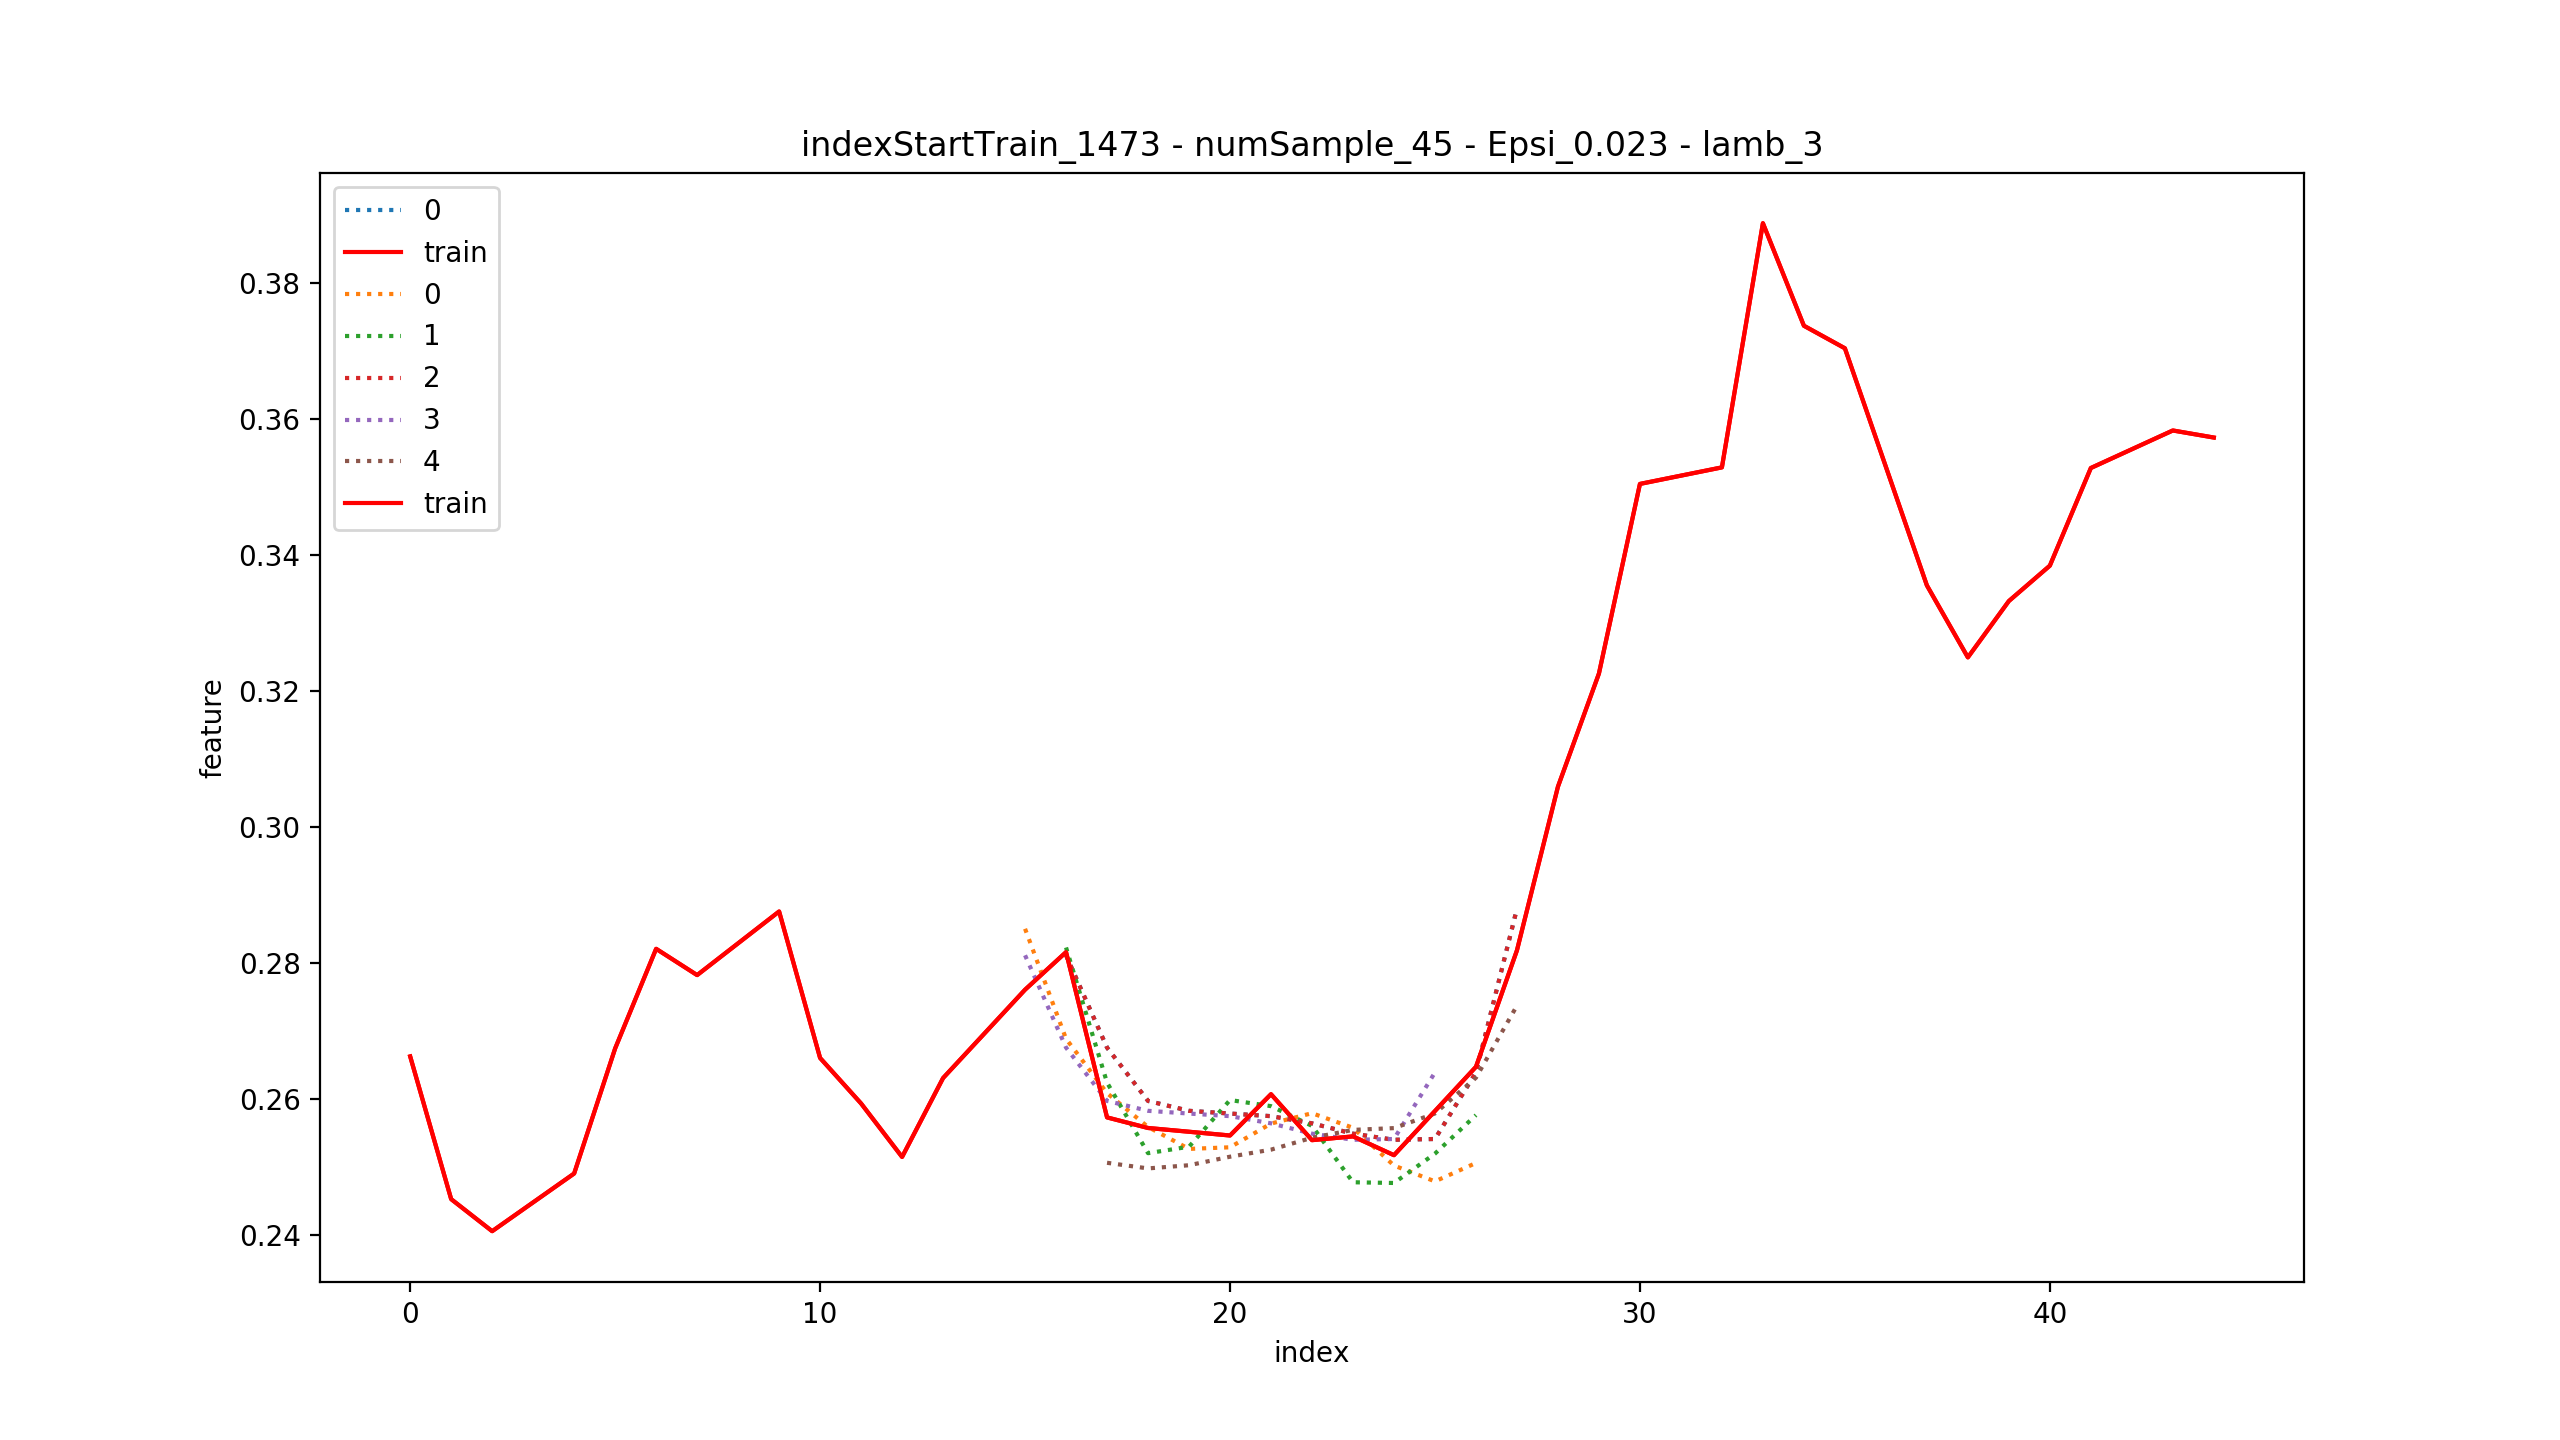 indexStartTrain_1473 - numSample_45 - Epsi_0.023 - lamb_3
0
train
0
1
2
3
4
train
0.38
0.36
0.34
0.32
0.30
0.28
0.26
0.24
feature
0 10 20 30 40
index